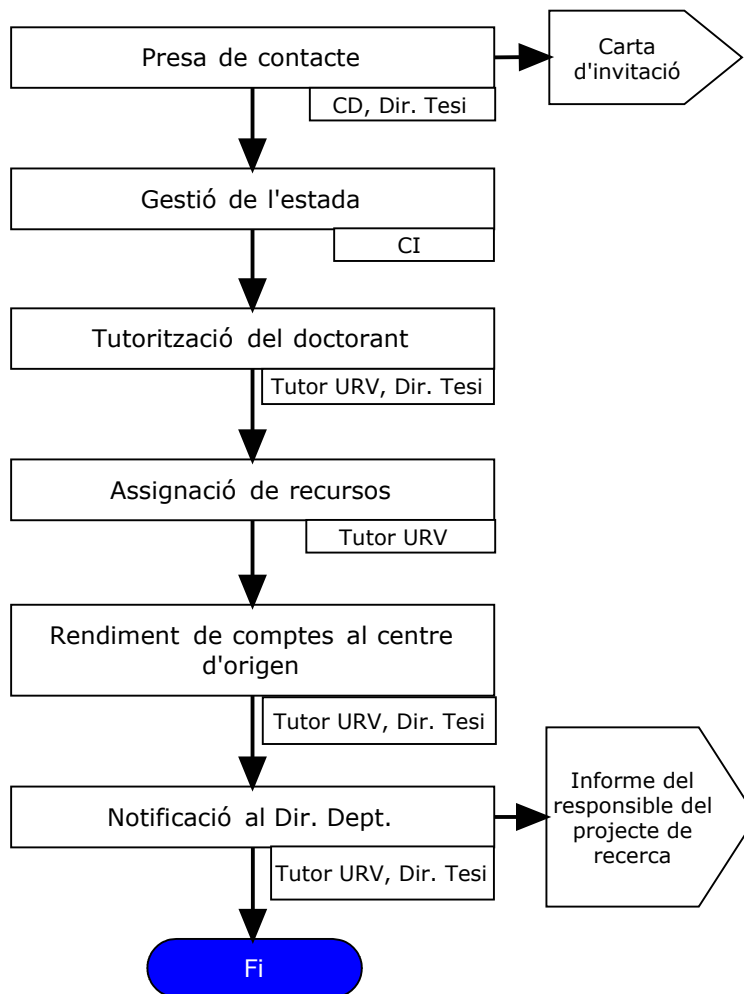 Presa de contacte
Carta
d'invitació
CD, Dir. Tesi
Gestió de l'estada
CI
Tutorització del doctorant
Tutor URV, Dir. Tesi
Assignació de recursos
Tutor URV
Rendiment de comptes al centre
d'origen
Tutor URV, Dir. Tesi
Notificació al Dir. Dept.
Informe del
responsible del
projecte de
recerca
Tutor URV, Dir. Tesi
Fi